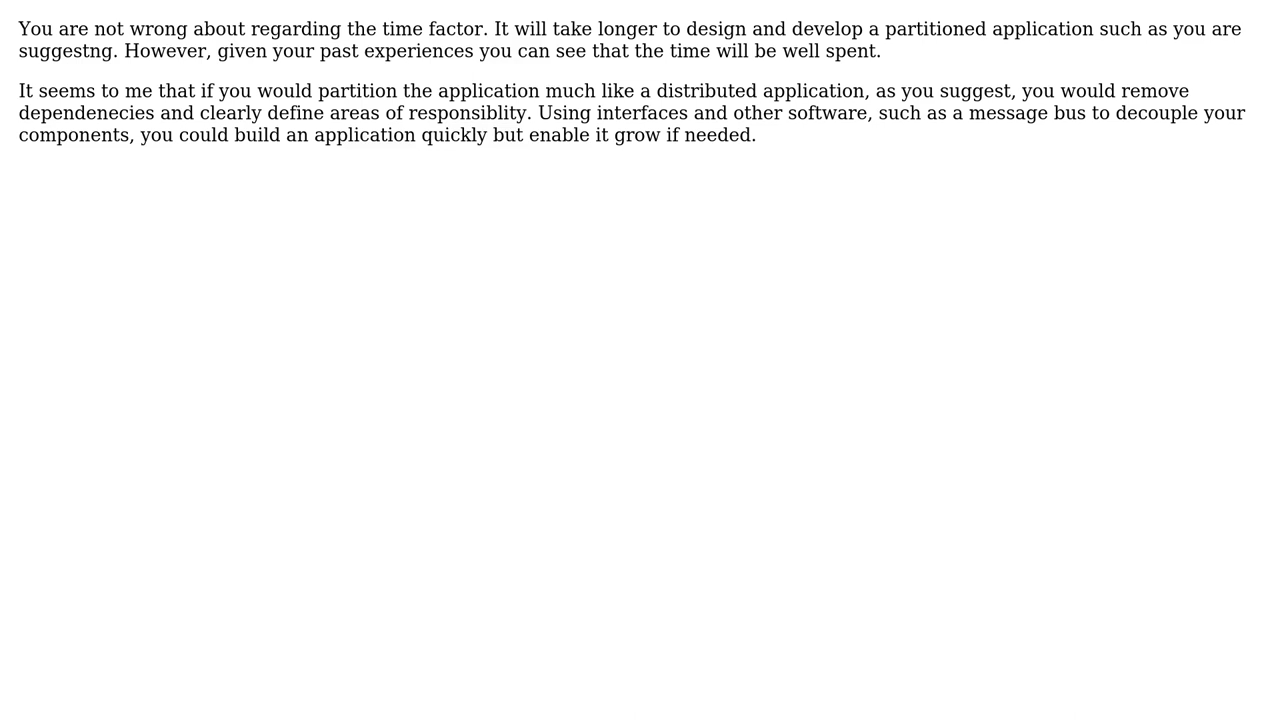 You are not wrong about regarding the time factor. It will take longer to design and develop a partitioned application such as you are
suggestng. However, given your past experiences you can see that the time will be well spent.
It seems to me that if you would partition the application much like a distributed application, as you suggest, you would remove
dependenecies and clearly define areas of responsiblity. Using interfaces and other software, such as a message bus to decouple your
components, you could build an application quickly but enable it grow if needed.